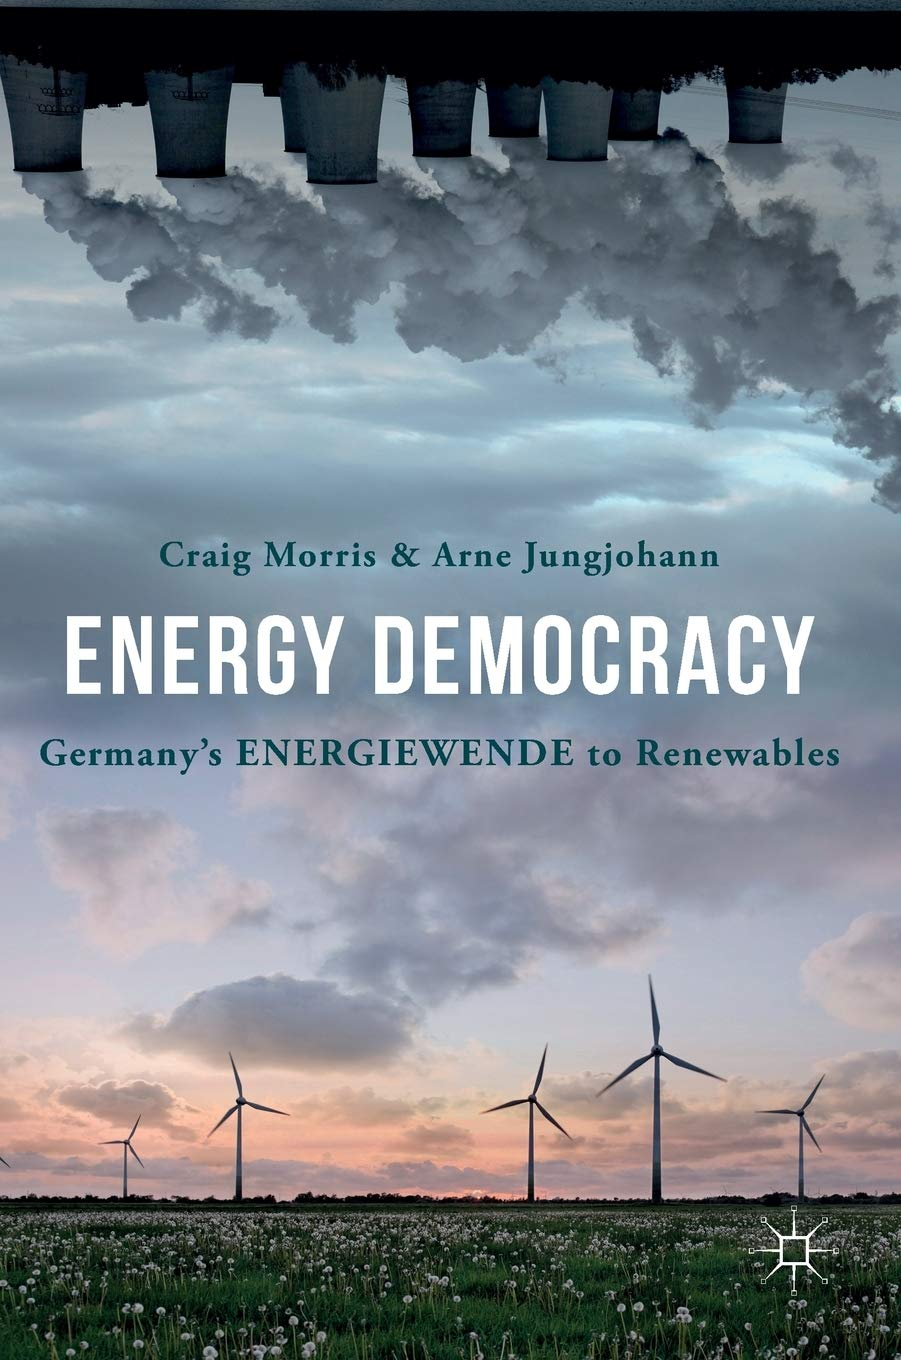 Craig Morris & Arne Jungjohann
ENERGY DEMOCRACY
Germany's ENERGIEWENDE to Renewables